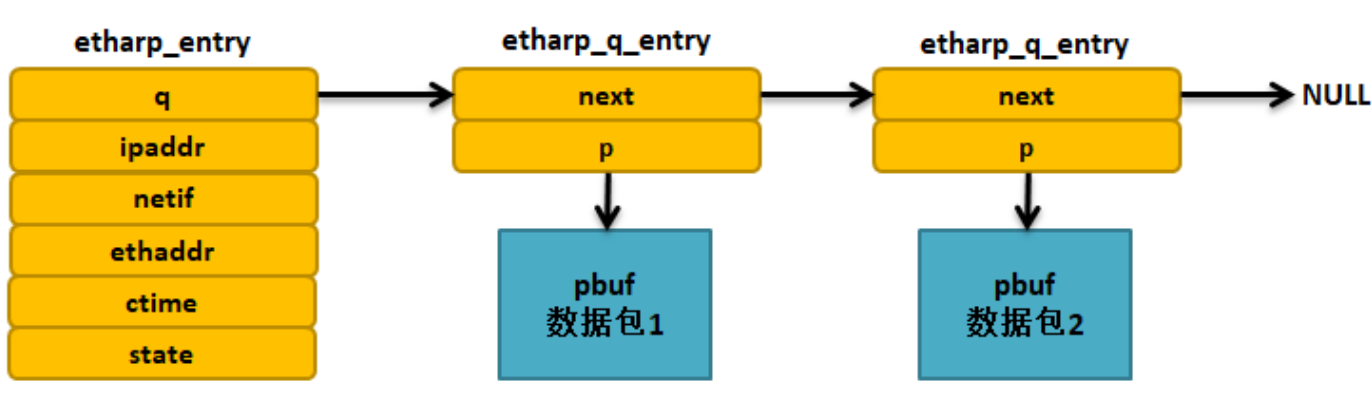 etharp_entry
q
ipaddr
netif
ethaddr
ctime
state
etharp_q_entry
next
p
pbuf
数据包1
etharp_q_entry
next
p
pbuf
数据包2
NULL